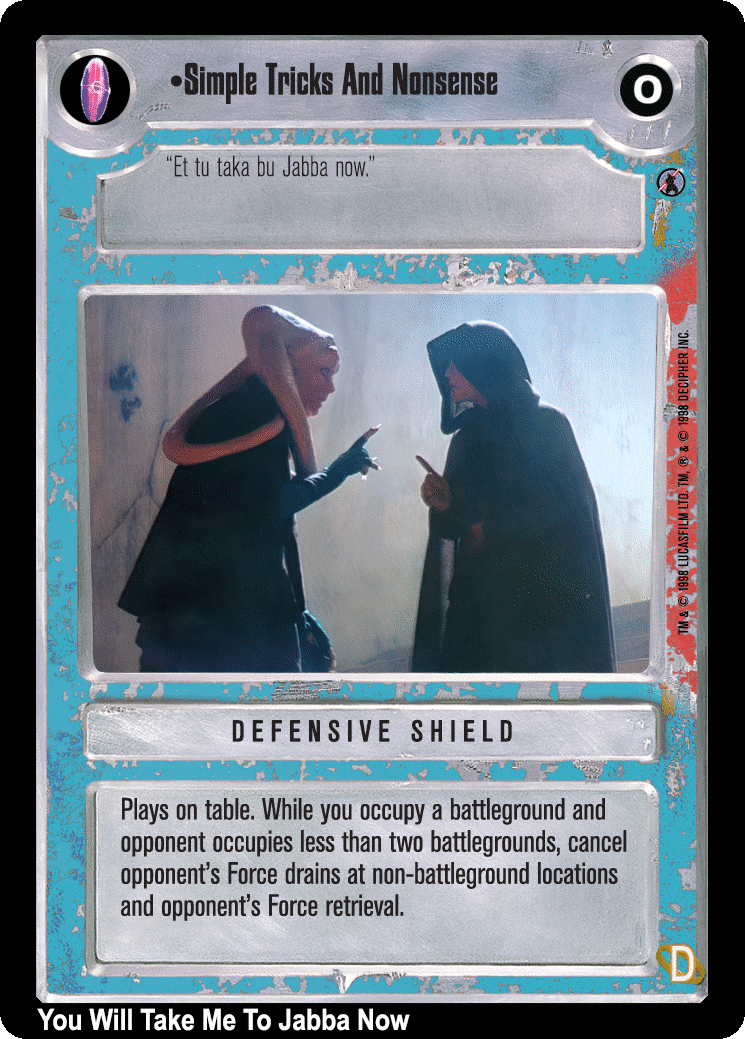 •Simple Tricks And Nonsense
O
“Et tu taka bu Jabba now.”
TM & © 1998 LUCASFILM LTD. TM, ® & © 1998 DECIPHER INC.
DEFENSIVE SHIELD
Plays on table. While you occupy a battleground and
opponent occupies less than two battlegrounds, cancel
opponent’s Force drains at non-battleground locations
and opponent’s Force retrieval.
D
You Will Take Me To Jabba Now